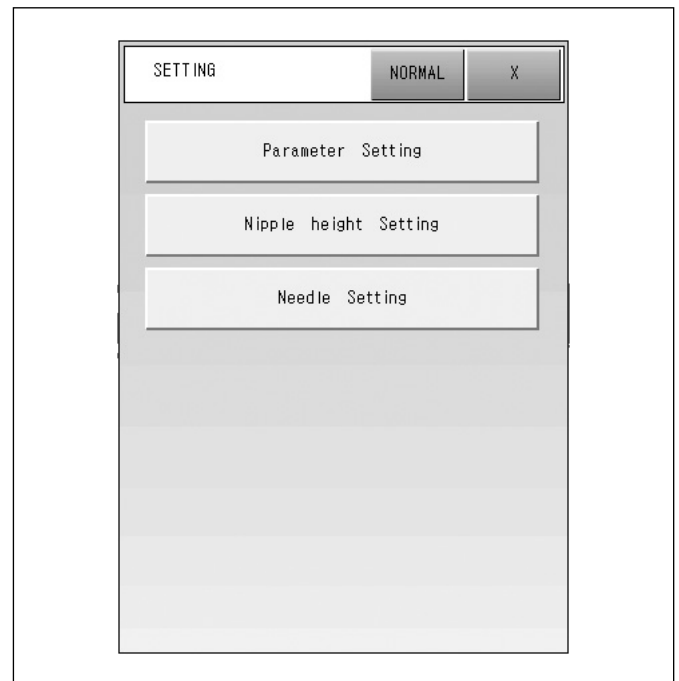 SETTING NORMAL X
Parameter Setting
Nipple height Setting
Needle Setting